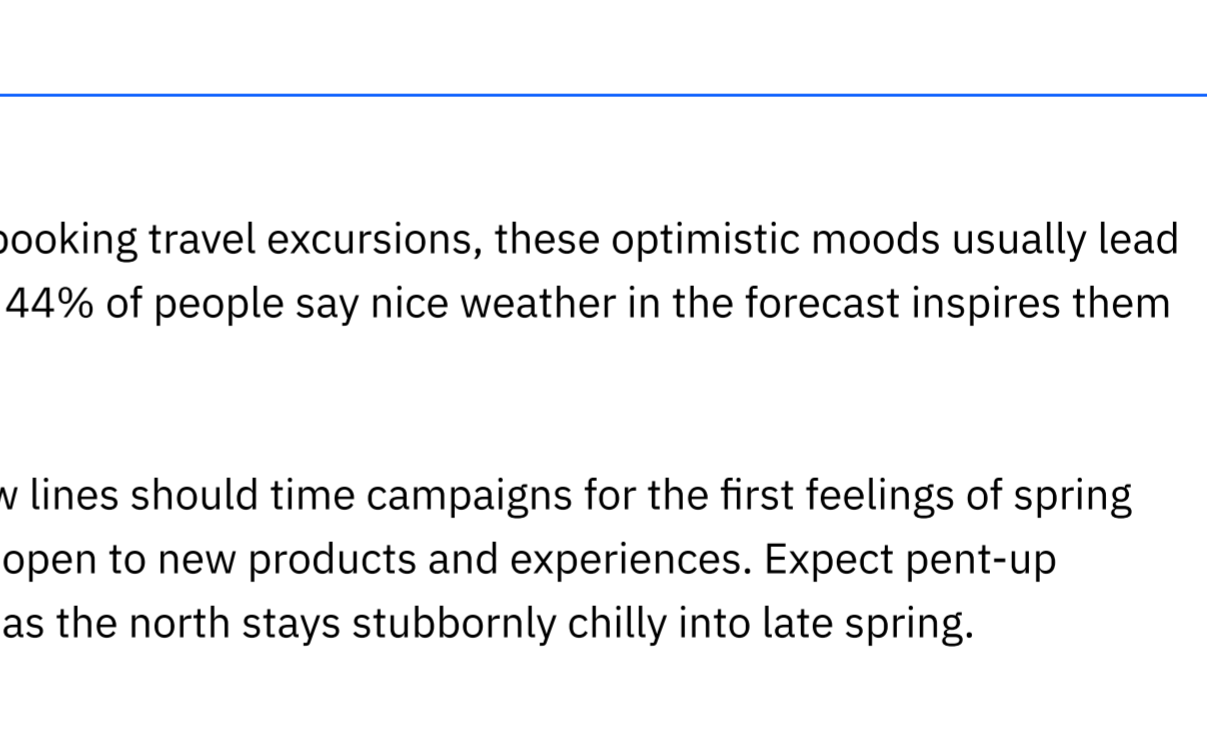 booking travel excursions, these optimistic moods usually lead
44% of people say nice weather in the forecast inspires them
lines should time campaigns for the first feelings of spring
open to new products and experiences. Expect pent-up
as the north stays stubbornly chilly into late spring.